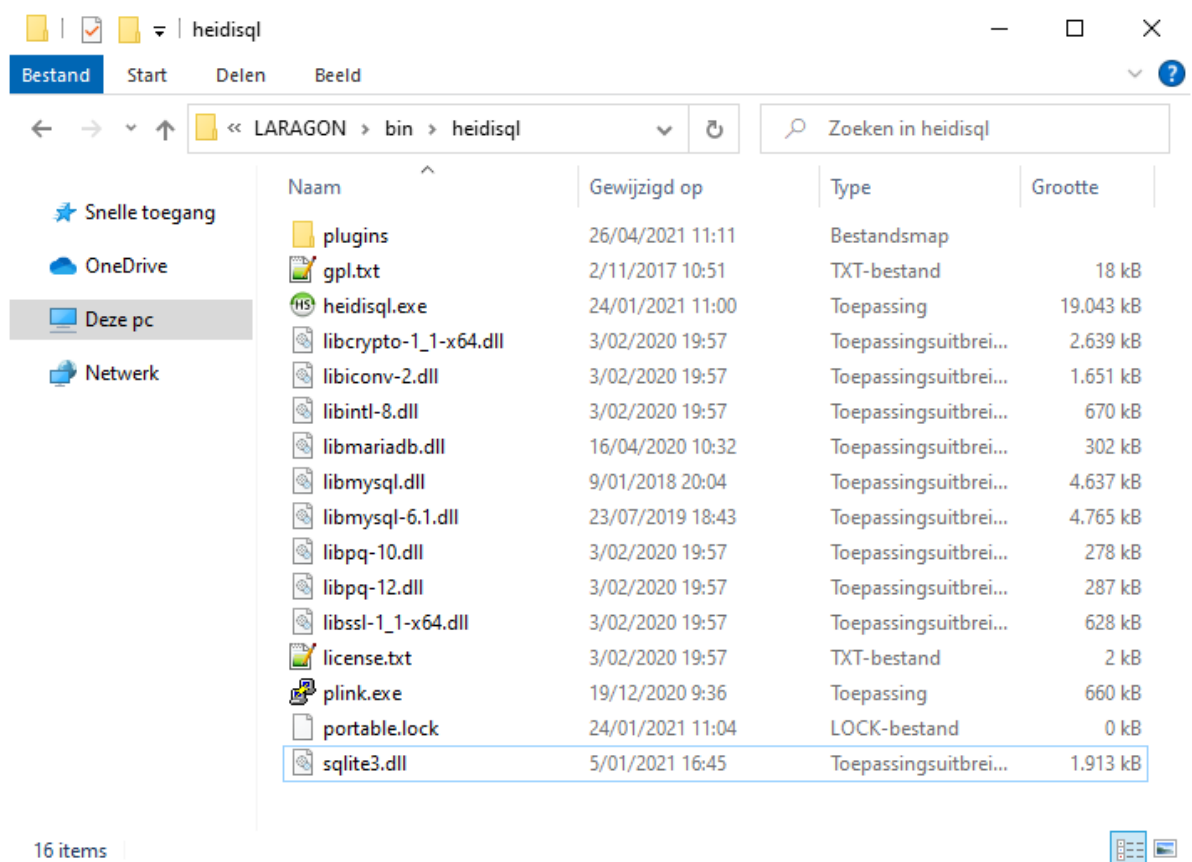 heidisql
Bestand Start Delen Beeld
« LARAGON › bin › heidisql Zoeken in heidisql
Naam Gewijzigd op Type Grootte
Snelle toegang
OneDrive
Deze pc
Netwerk
plugins 26/04/2021 11:11 Bestandsmap
gpl.txt 2/11/2017 10:51 TXT-bestand 18 kB
heidisql.exe 24/01/2021 11:00 Toepassing 19.043 kB
libcrypto-1_1-x64.dll 3/02/2020 19:57 Toepassingsuitbrei... 2.639 kB
libiconv-2.dll 3/02/2020 19:57 Toepassingsuitbrei... 1.651 kB
libintl-8.dll 3/02/2020 19:57 Toepassingsuitbrei... 670 kB
libmariadb.dll 16/04/2020 10:32 Toepassingsuitbrei... 302 kB
libmysql.dll 9/01/2018 20:04 Toepassingsuitbrei... 4.637 kB
libmysql-6.1.dll 23/07/2019 18:43 Toepassingsuitbrei... 4.765 kB
libpq-10.dll 3/02/2020 19:57 Toepassingsuitbrei... 278 kB
libpq-12.dll 3/02/2020 19:57 Toepassingsuitbrei... 287 kB
libssl-1_1-x64.dll 3/02/2020 19:57 Toepassingsuitbrei... 628 kB
license.txt 3/02/2020 19:57 TXT-bestand 2 kB
plink.exe 19/12/2020 9:36 Toepassing 660 kB
portable.lock 24/01/2021 11:04 LOCK-bestand 0 kB
sqlite3.dll 5/01/2021 16:45 Toepassingsuitbrei... 1.913 kB
16 items